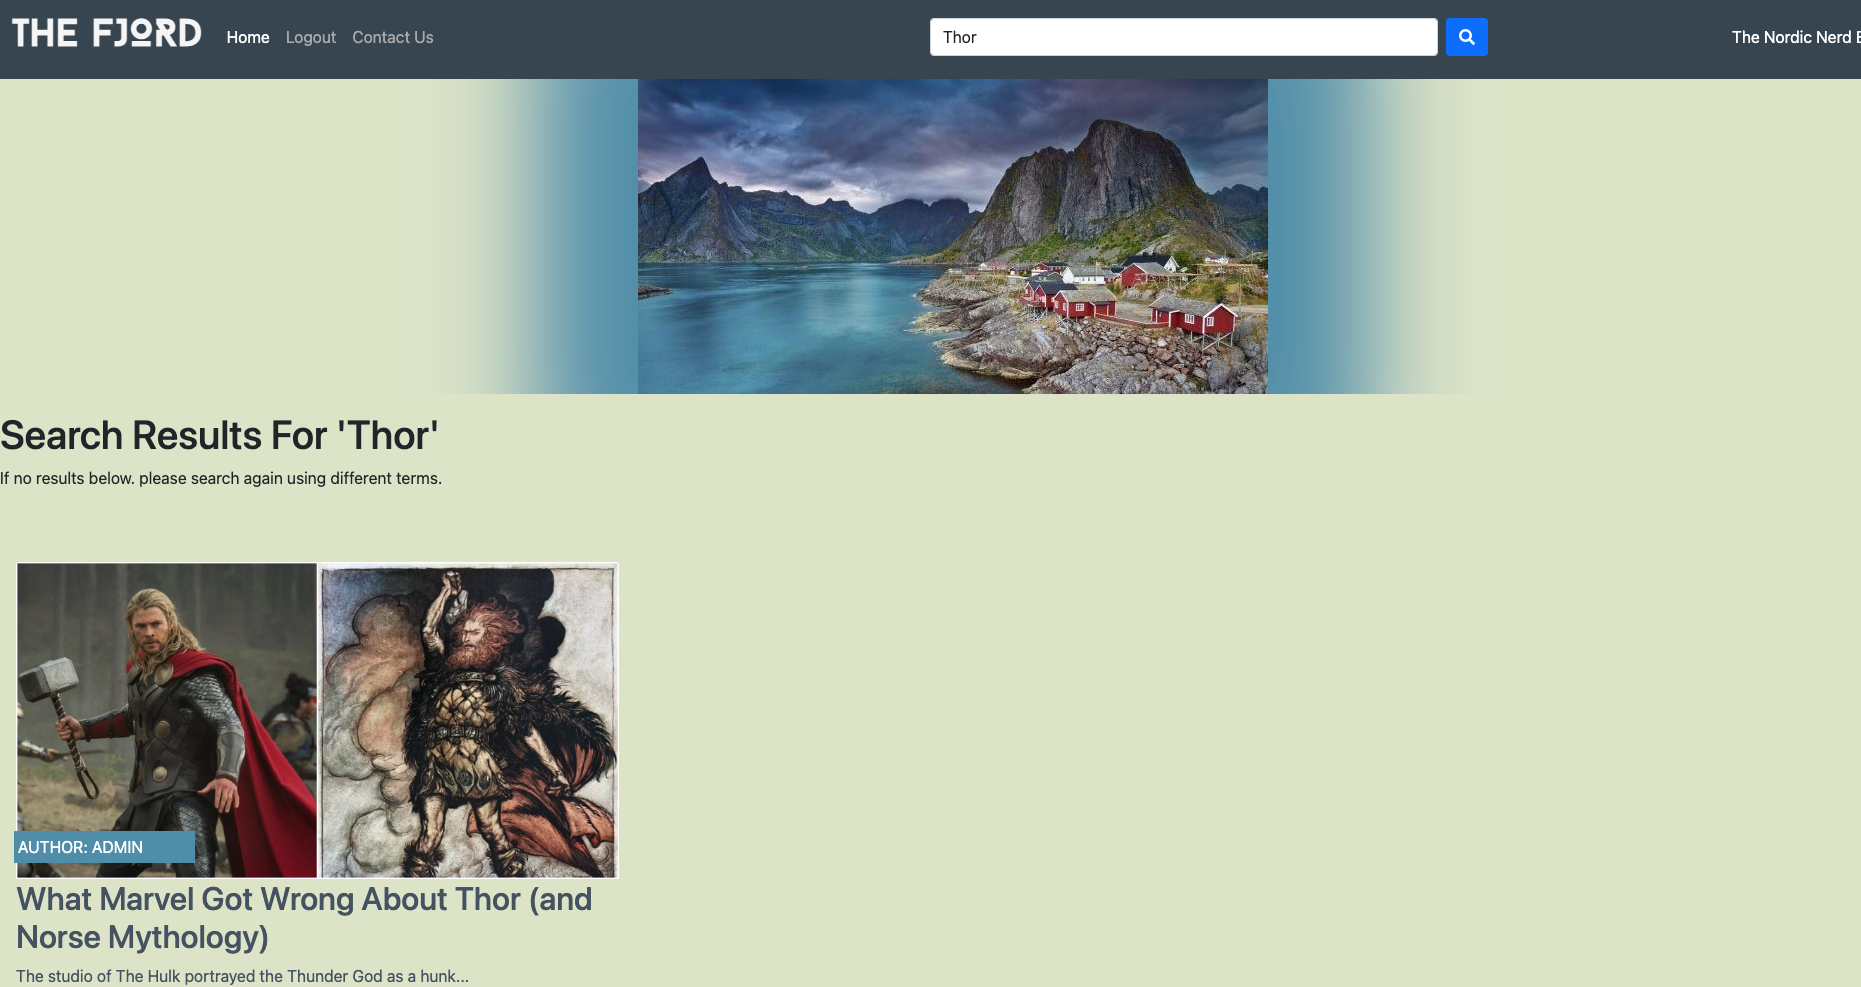 THE FJORD
Home Logout Contact Us
Thor
The Nordic Nerd
Search Results For 'Thor'
If no results below. please search again using different terms.
AUTHOR: ADMIN
What Marvel Got Wrong About Thor (and
Norse Mythology)
The studio of The Hulk portrayed the Thunder God as a hunk...